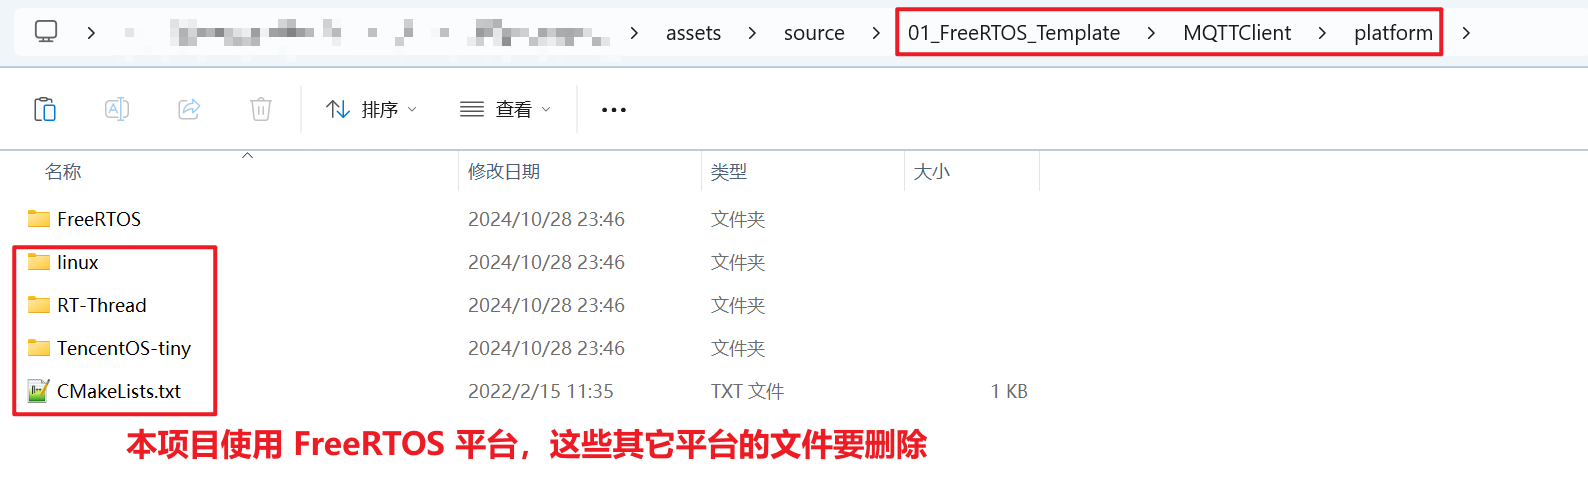 assets source 01_FreeRTOS_Template MQTTClient platform
排序 查看
名称 修改日期 类型 大小
FreeRTOS 2024/10/28 23:46 文件夹
linux 2024/10/28 23:46 文件夹
RT-Thread 2024/10/28 23:46 文件夹
TencentOS-tiny 2024/10/28 23:46 文件夹
CMakeLists.txt 2022/2/15 11:35 TXT 文件 1 KB
本项目使用 FreeRTOS 平台，这些其它平台的文件要删除